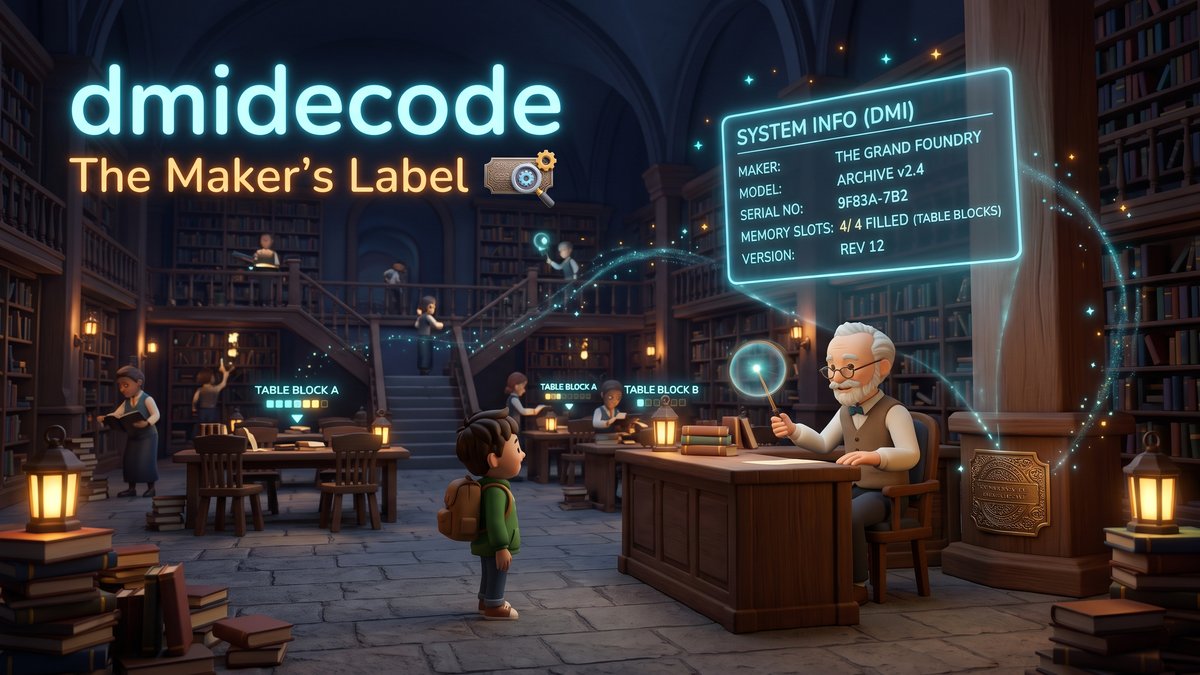 dmidecode
The Maker's Label
SYSTEM INFO (DMI)
MAKER: THE GRAND FOUNDRY
MODEL: ARCHIVE v2.4
SERIAL NO: 9F83A-7B2
MEMORY SLOTS: 4/4 FILLED (TABLE BLOCKS)
VERSION: REV 12
TABLE BLOCK A
TABLE BLOCK A
TABLE BLOCK B